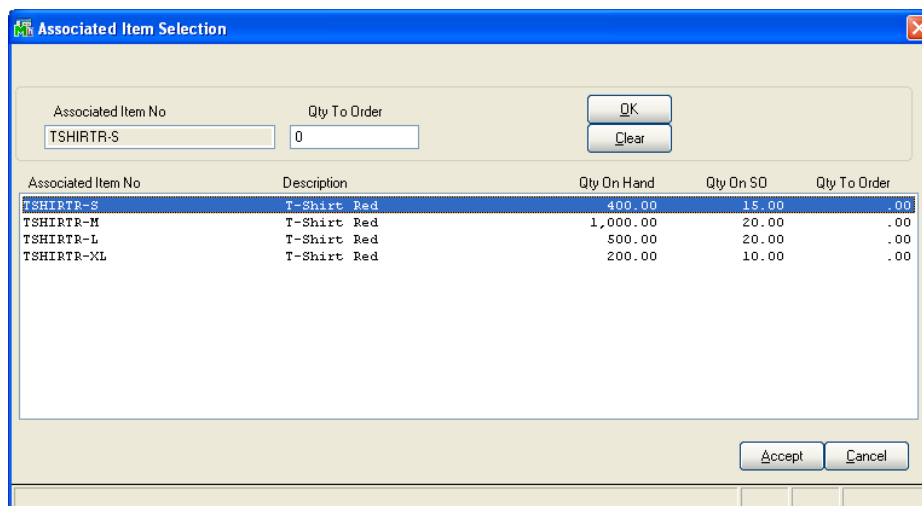 Associated Item Selection
Associated Item No Qty To Order OK
TSHIRTR-S 0 Clear
Associated Item No Description Qty On Hand Qty On SO Qty To Order
TSHIRTR-S T-Shirt Red 400.00 15.00 .00
TSHIRTR-M T-Shirt Red 1,000.00 20.00 .00
TSHIRTR-L T-Shirt Red 500.00 20.00 .00
TSHIRTR-XL T-Shirt Red 200.00 10.00 .00
Accept Cancel